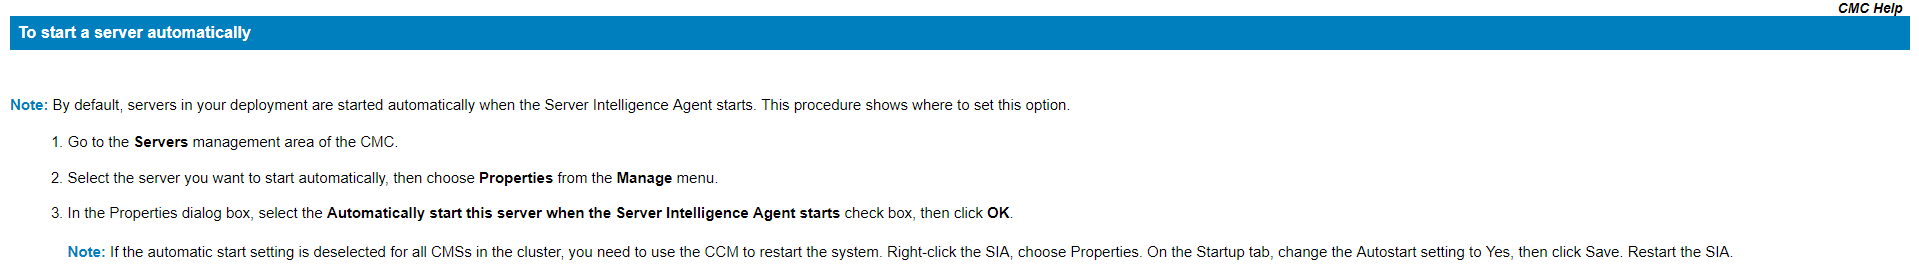 CMC Help
To start a server automatically
Note: By default, servers in your deployment are started automatically when the Server Intelligence Agent starts. This procedure shows where to set this option.
1. Go to the Servers management area of the CMC.
2. Select the server you want to start automatically, then choose Properties from the Manage menu.
3. In the Properties dialog box, select the Automatically start this server when the Server Intelligence Agent starts check box, then click OK.
Note: If the automatic start setting is deselected for all CMSs in the cluster, you need to use the CCM to restart the system. Right-click the SIA, choose Properties. On the Startup tab, change the Autostart setting to Yes, then click Save. Restart the SIA.